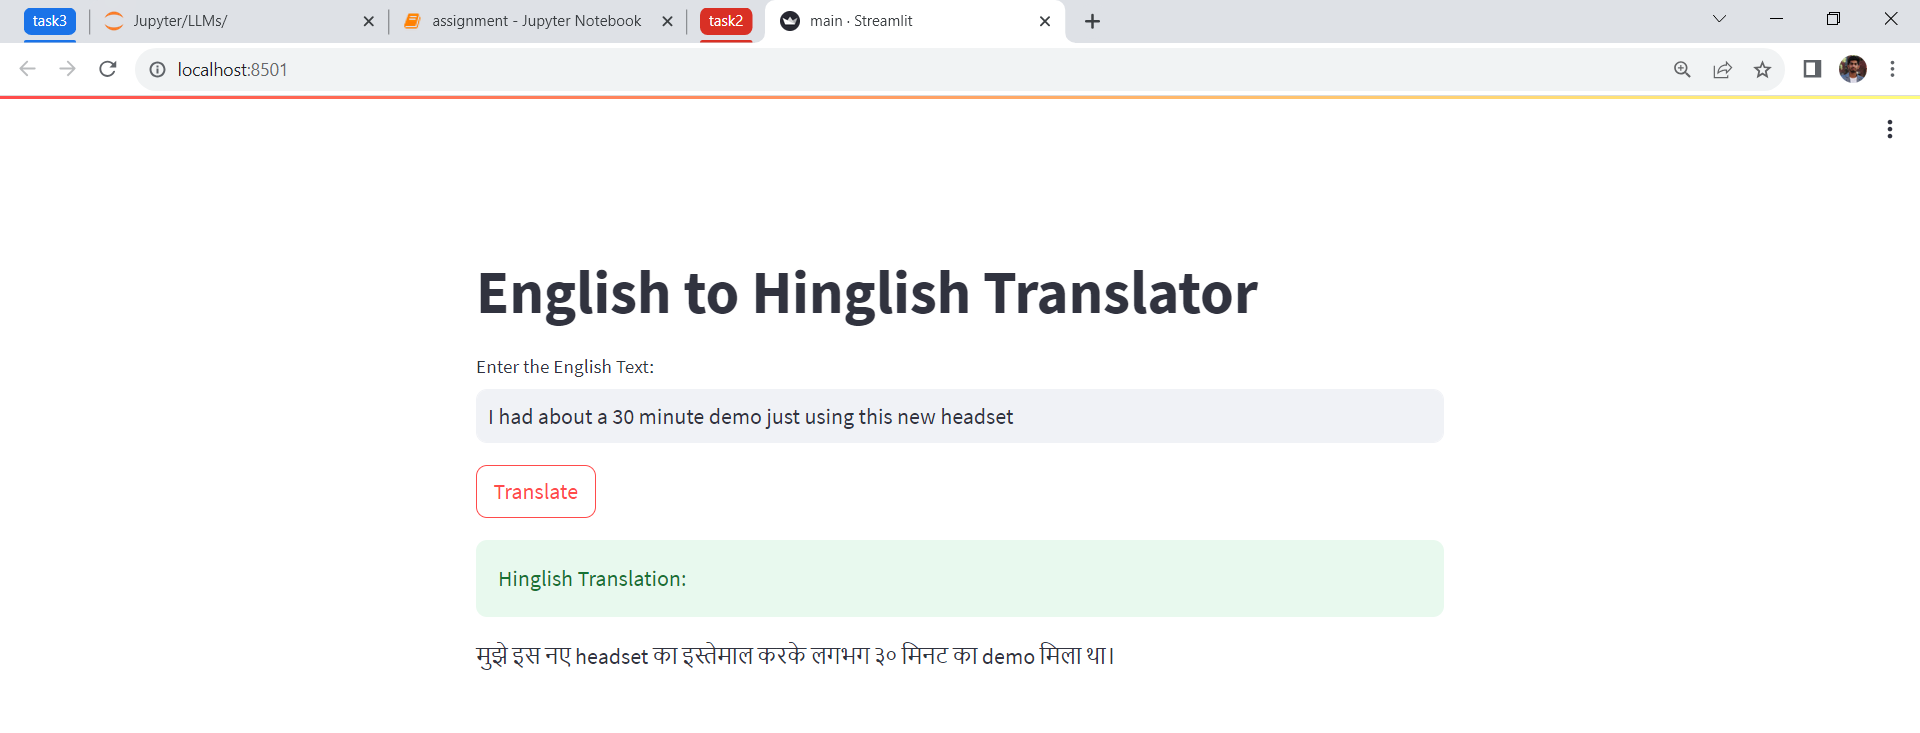 task3
Jupyter/LLMs/
assignment - Jupyter Notebook
task2
main · Streamlit
localhost:8501
English to Hinglish Translator
Enter the English Text:
I had about a 30 minute demo just using this new headset
Translate
Hinglish Translation:
मुझे इस नए headset का इस्तेमाल करके लगभग ३० मिनट का demo मिला था।